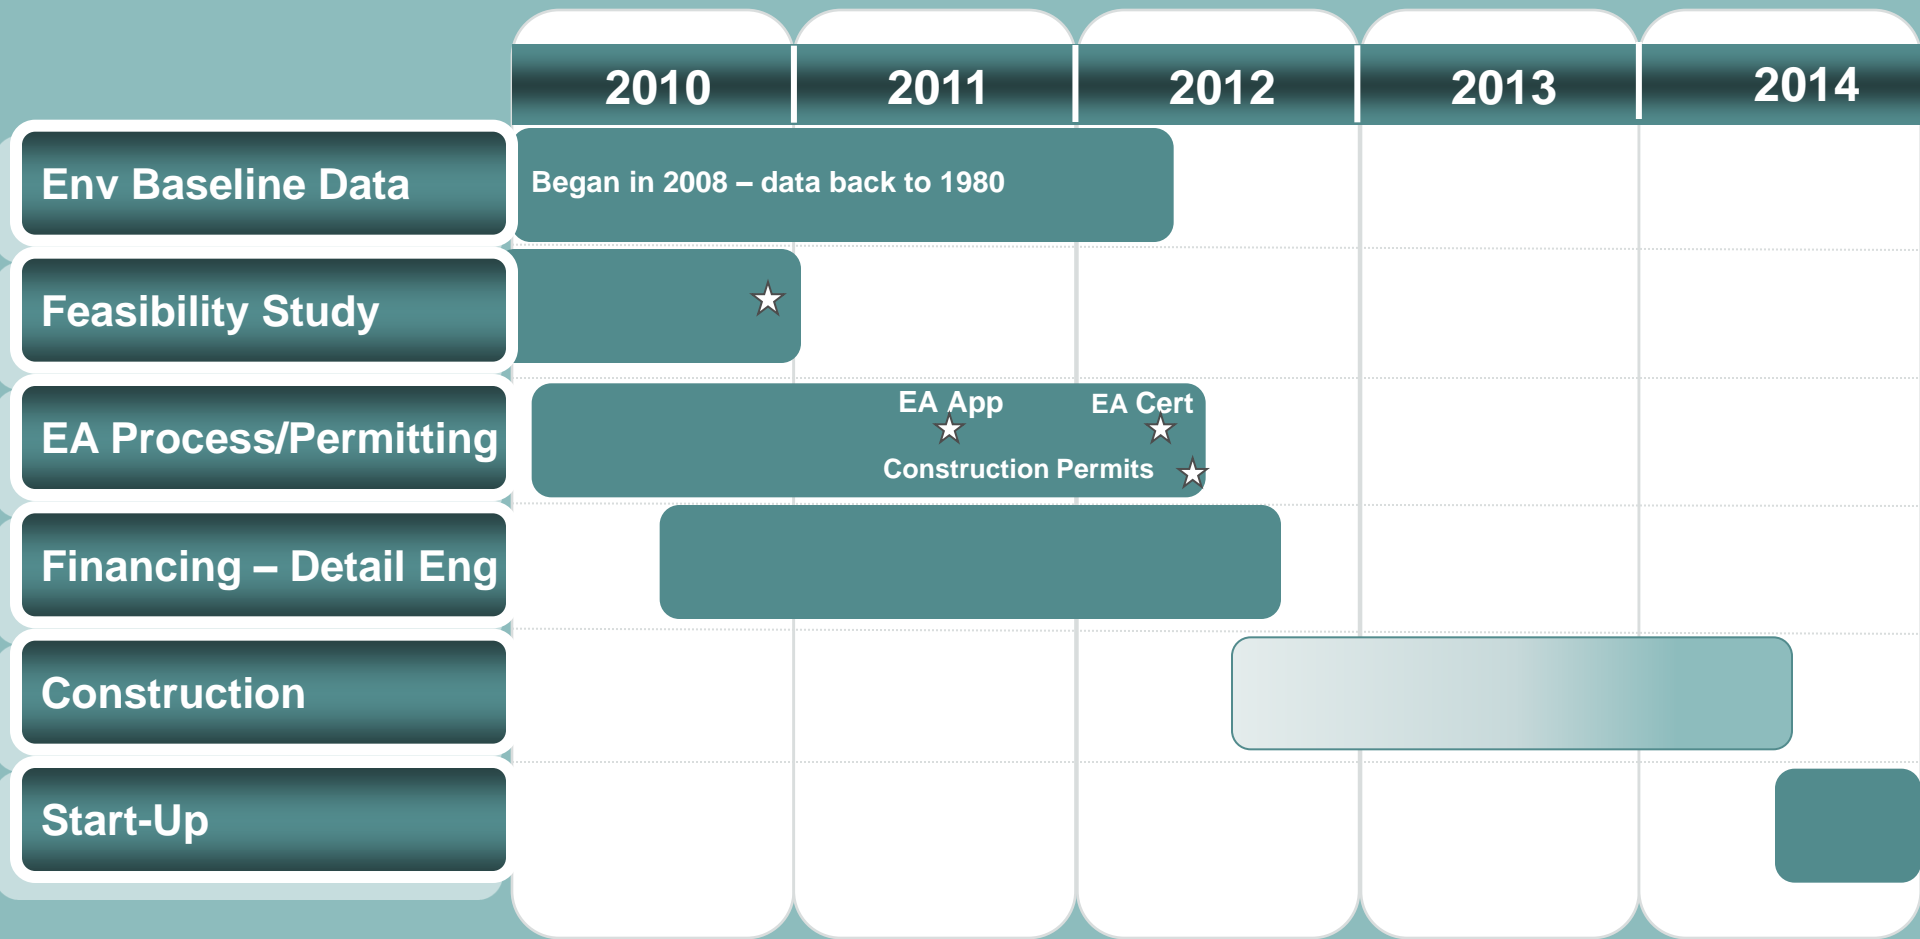 2010
2011
2012
2013
2014
Env Baseline Data
Began in 2008 – data back to 1980
Feasibility Study
EA Process/Permitting
EA App
EA Cert
Construction Permits
Financing – Detail Eng
Construction
Start-Up